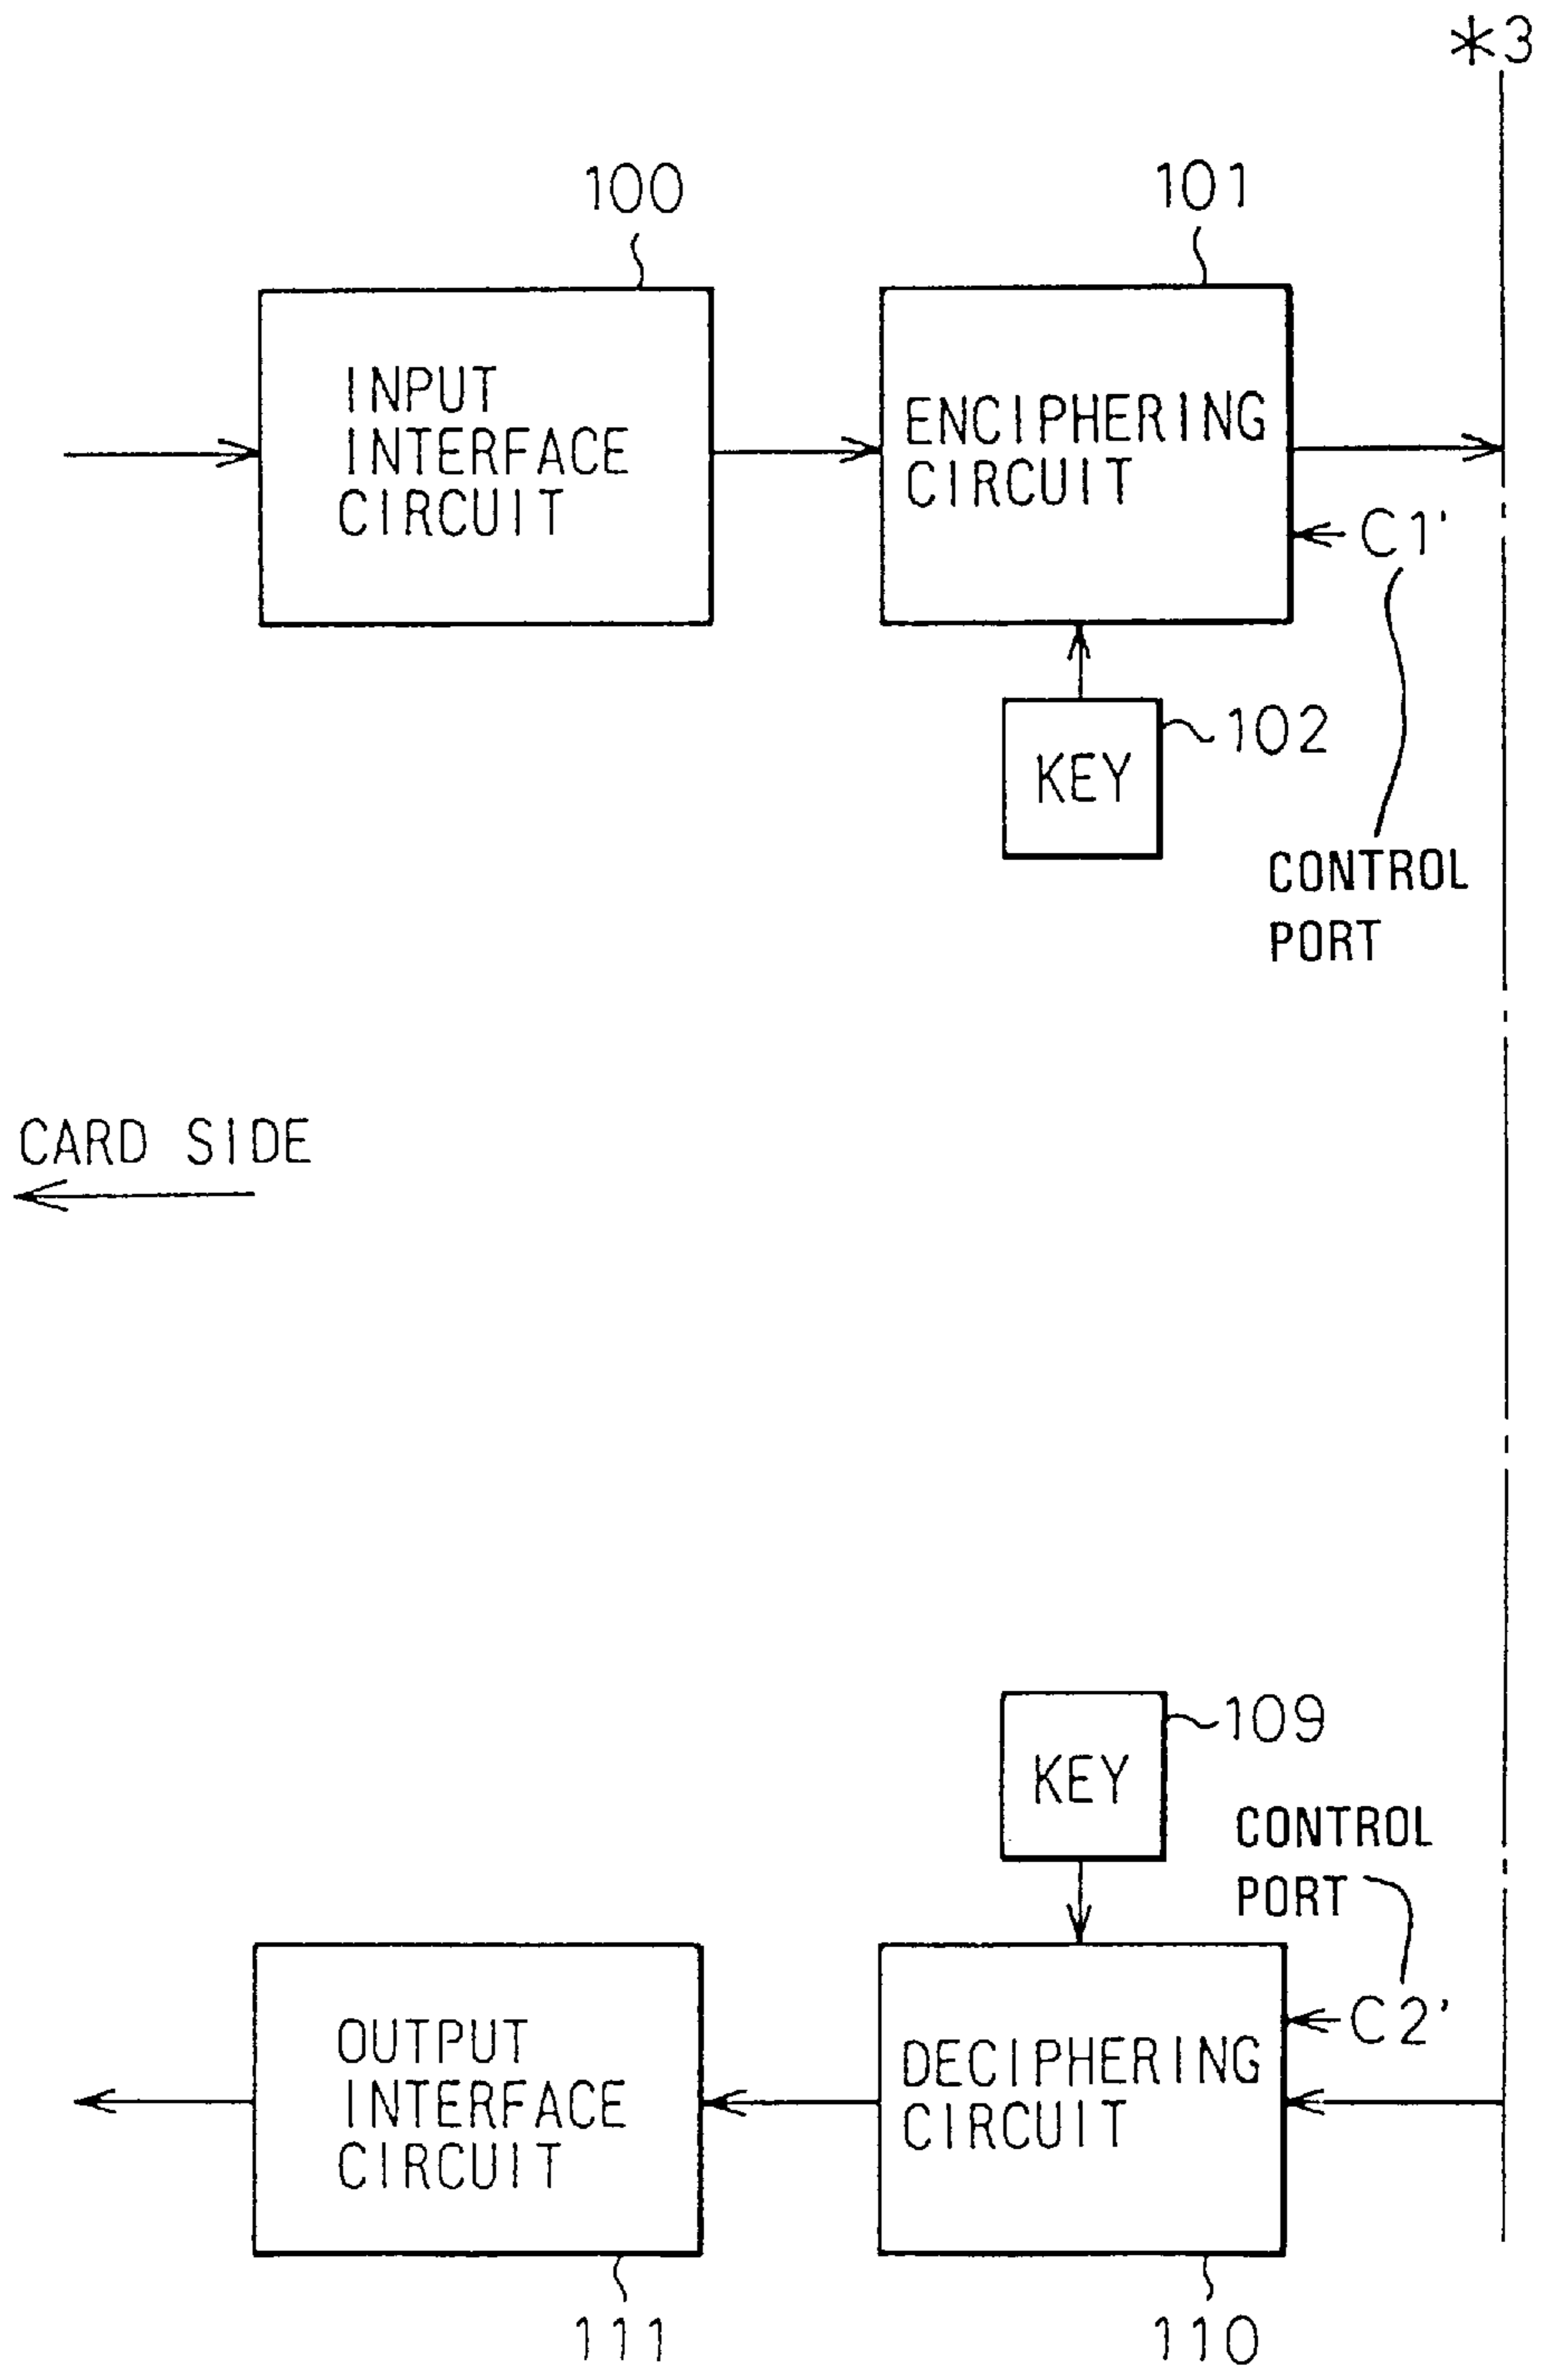 *3
100
101
INPUT
INTERFACE
CIRCUIT
ENCIPHERING
CIRCUIT
C1'
KEY
102
CONTROL
PORT
CARD SIDE
KEY
109
CONTROL
PORT
C2'
OUTPUT
INTERFACE
CIRCUIT
DECIPHERING
CIRCUIT
111
110